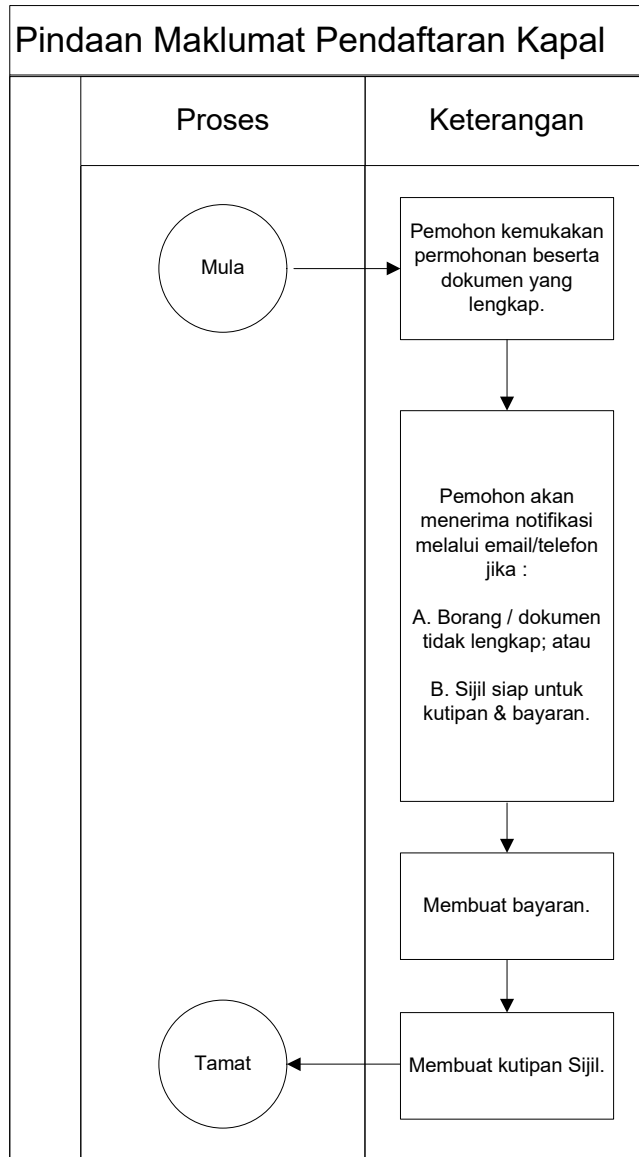 Pindaan Maklumat Pendaftaran Kapal
Proses
Keterangan
Mula
Pemohon kemukakan
permohonan beserta
dokumen yang
lengkap.
Pemohon akan
menerima notifikasi
melalui email/telefon
jika :
A. Borang / dokumen
tidak lengkap; atau
B. Sijil siap untuk
kutipan & bayaran.
Membuat bayaran.
Membuat kutipan Sijil.
Tamat